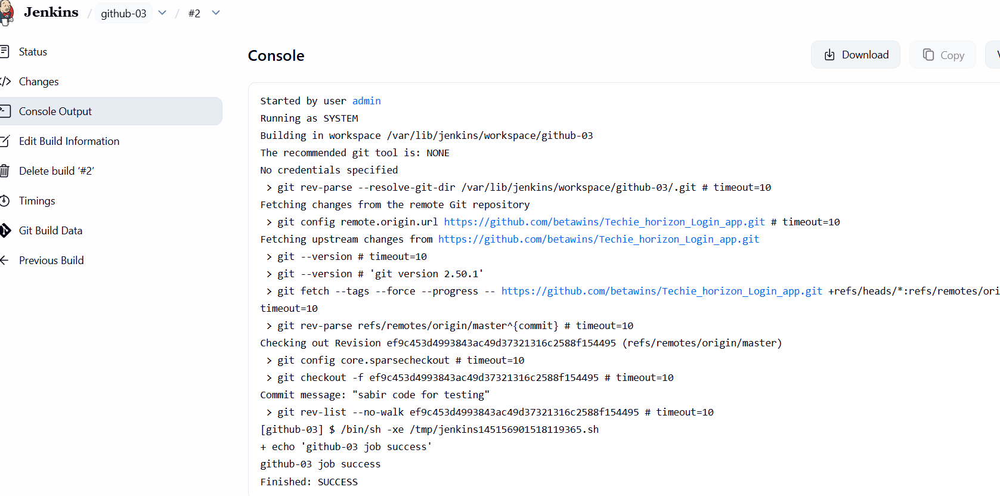 Jenkins / github-03 / #2
Status
Changes
Console Output
Edit Build Information
Delete build ‘#2’
Timings
Git Build Data
Previous Build
Console
Download
Copy
Started by user admin
Running as SYSTEM
Building in workspace /var/lib/jenkins/workspace/github-03
The recommended git tool is: NONE
No credentials specified
 > git rev-parse --resolve-git-dir /var/lib/jenkins/workspace/github-03/.git # timeout=10
Fetching changes from the remote Git repository
 > git config remote.origin.url https://github.com/betawins/Techie_horizon_Login_app.git # timeout=10
Fetching upstream changes from https://github.com/betawins/Techie_horizon_Login_app.git
 > git --version # timeout=10
 > git --version # 'git version 2.50.1'
 > git fetch --tags --force --progress -- https://github.com/betawins/Techie_horizon_Login_app.git +refs/heads/*:refs/remotes/ori
timeout=10
 > git rev-parse refs/remotes/origin/master^{commit} # timeout=10
Checking out Revision ef9c453d4993843ac49d37321316c2588f154495 (refs/remotes/origin/master)
 > git config core.sparsecheckout # timeout=10
 > git checkout -f ef9c453d4993843ac49d37321316c2588f154495 # timeout=10
Commit message: "sabir code for testing"
 > git rev-list --no-walk ef9c453d4993843ac49d37321316c2588f154495 # timeout=10
[github-03] $ /bin/sh -xe /tmp/jenkins145156901518119365.sh
+ echo 'github-03 job success'
github-03 job success
Finished: SUCCESS